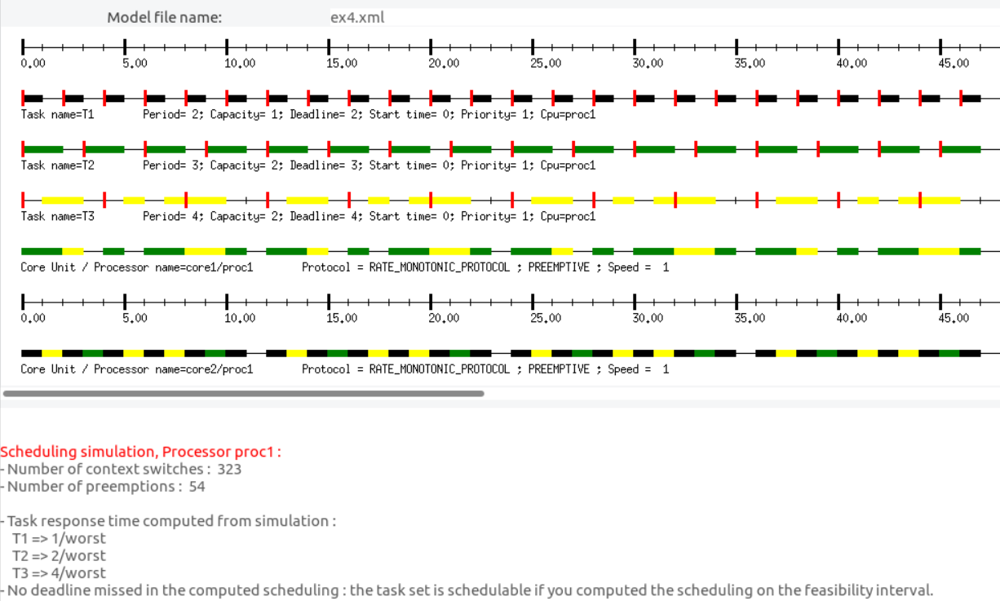 Model file name: ex4.xml
0.00 5.00 10.00 15.00 20.00 25.00 30.00 35.00 40.00 45.00
Task name=T1 Period= 2; Capacity= 1; Deadline= 2; Start time= 0; Priority= 1; Cpu=proc1
Task name=T2 Period= 3; Capacity= 2; Deadline= 3; Start time= 0; Priority= 1; Cpu=proc1
Task name=T3 Period= 4; Capacity= 2; Deadline= 4; Start time= 0; Priority= 1; Cpu=proc1
Core Unit / Processor name=core1/proc1 Protocol = RATE_MONOTONIC_PROTOCOL ; PREEMPTIVE ; Speed = 1
0.00 5.00 10.00 15.00 20.00 25.00 30.00 35.00 40.00 45.00
Core Unit / Processor name=core2/proc1 Protocol = RATE_MONOTONIC_PROTOCOL ; PREEMPTIVE ; Speed = 1
Scheduling simulation, Processor proc1 :
- Number of context switches : 323
- Number of preemptions : 54
- Task response time computed from simulation :
T1 => 1/worst
T2 => 2/worst
T3 => 4/worst
- No deadline missed in the computed scheduling : the task set is schedulable if you computed the scheduling on the feasibility interval.